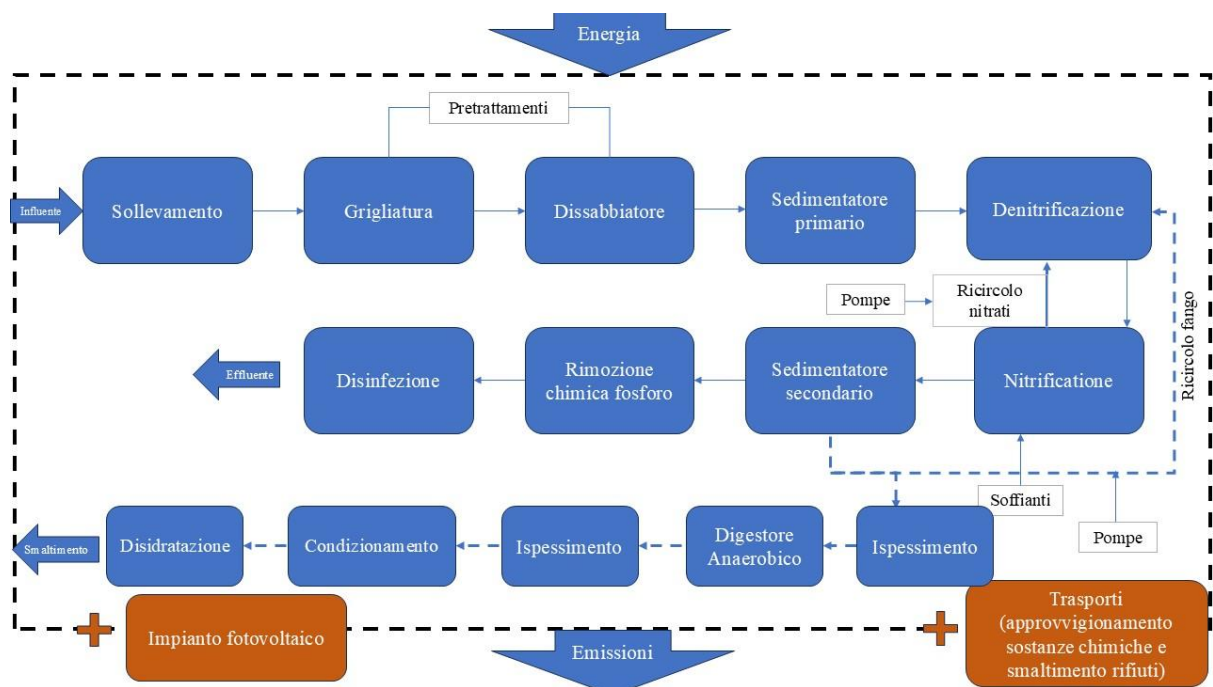 Energia
Pretrattamenti
Influente
Sollevamento
Grigliatura
Dissabbiatore
Sedimentatore
primario
Denitrificazione
Pompe
Ricircolo
nitrati
Ricircolo fango
Effluente
Disinfezione
Rimozione
chimica fosforo
Sedimentatore
secondario
Nitrificatione
Soffianti
Pompe
Smaltimento
Disidratazione
Condizionamento
Ispessimento
Digestore
Anaerobico
Ispessimento
Impianto fotovoltaico
Emissioni
Trasporti
(approvvigionamento
sostanze chimiche e
smaltimento rifiuti)